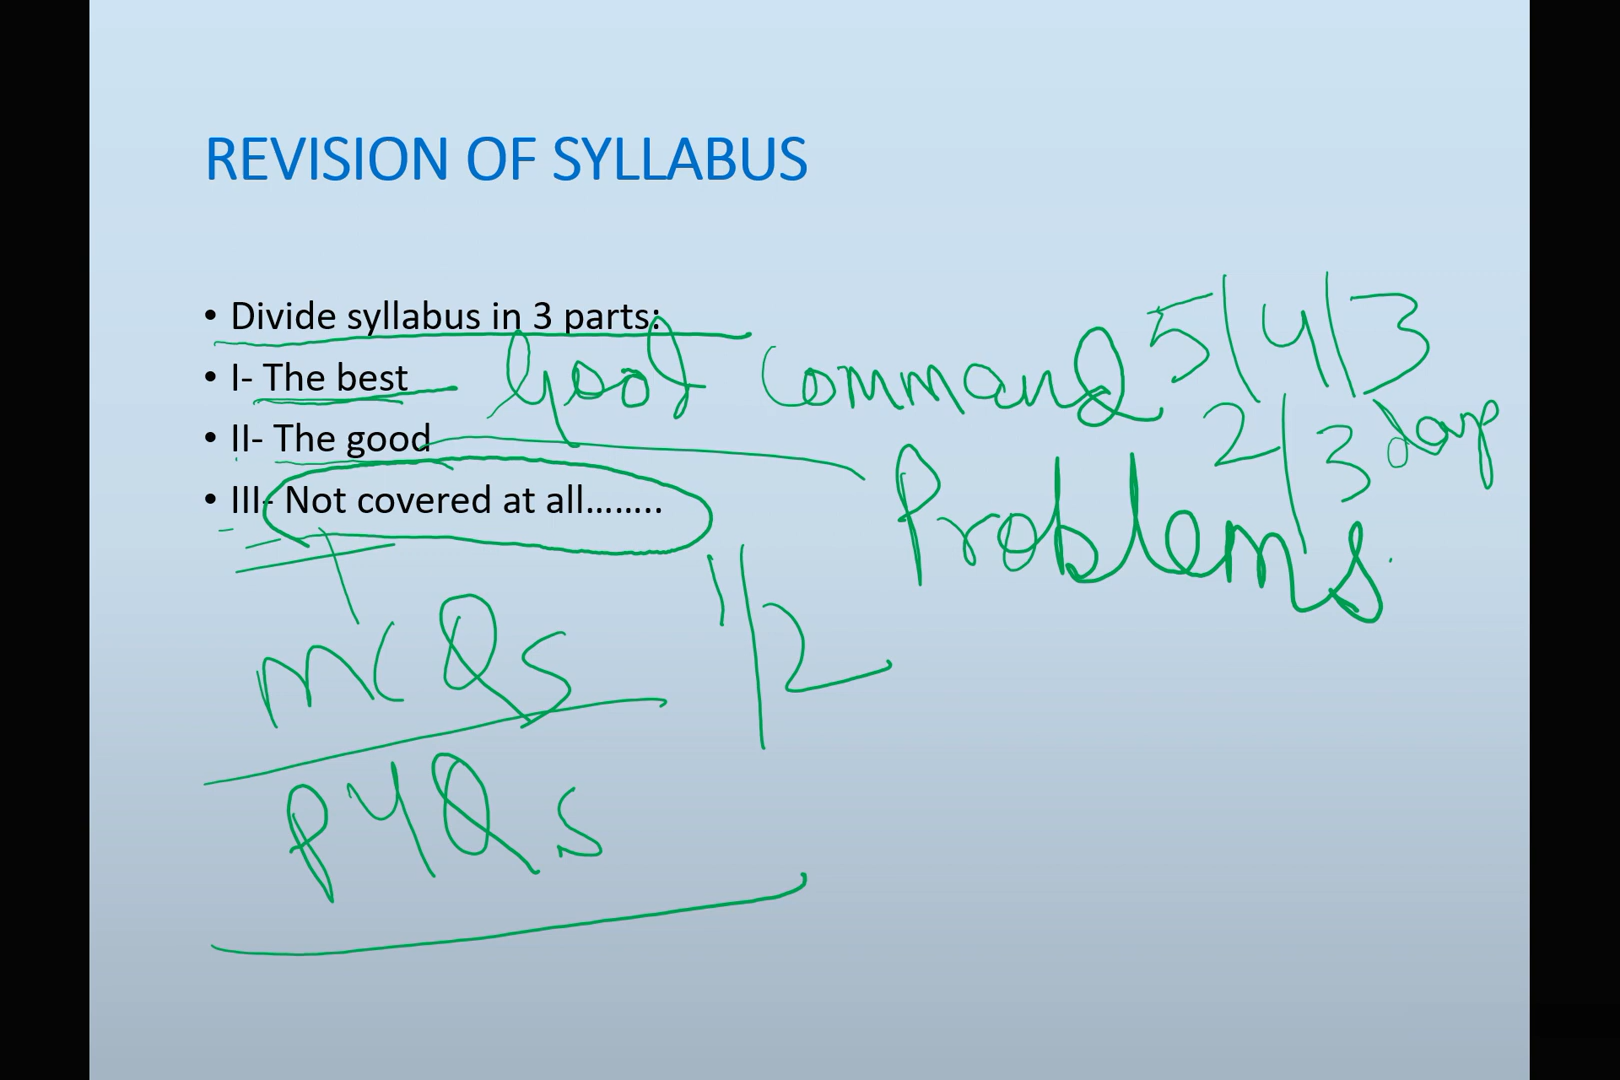 REVISION OF SYLLABUS
• Divide syllabus in 3 parts:
• I- The best Good Command 5/4/3
• II- The good 2/3 days
• III- Not covered at all........ Problems
MCQs 1/2
PYQs